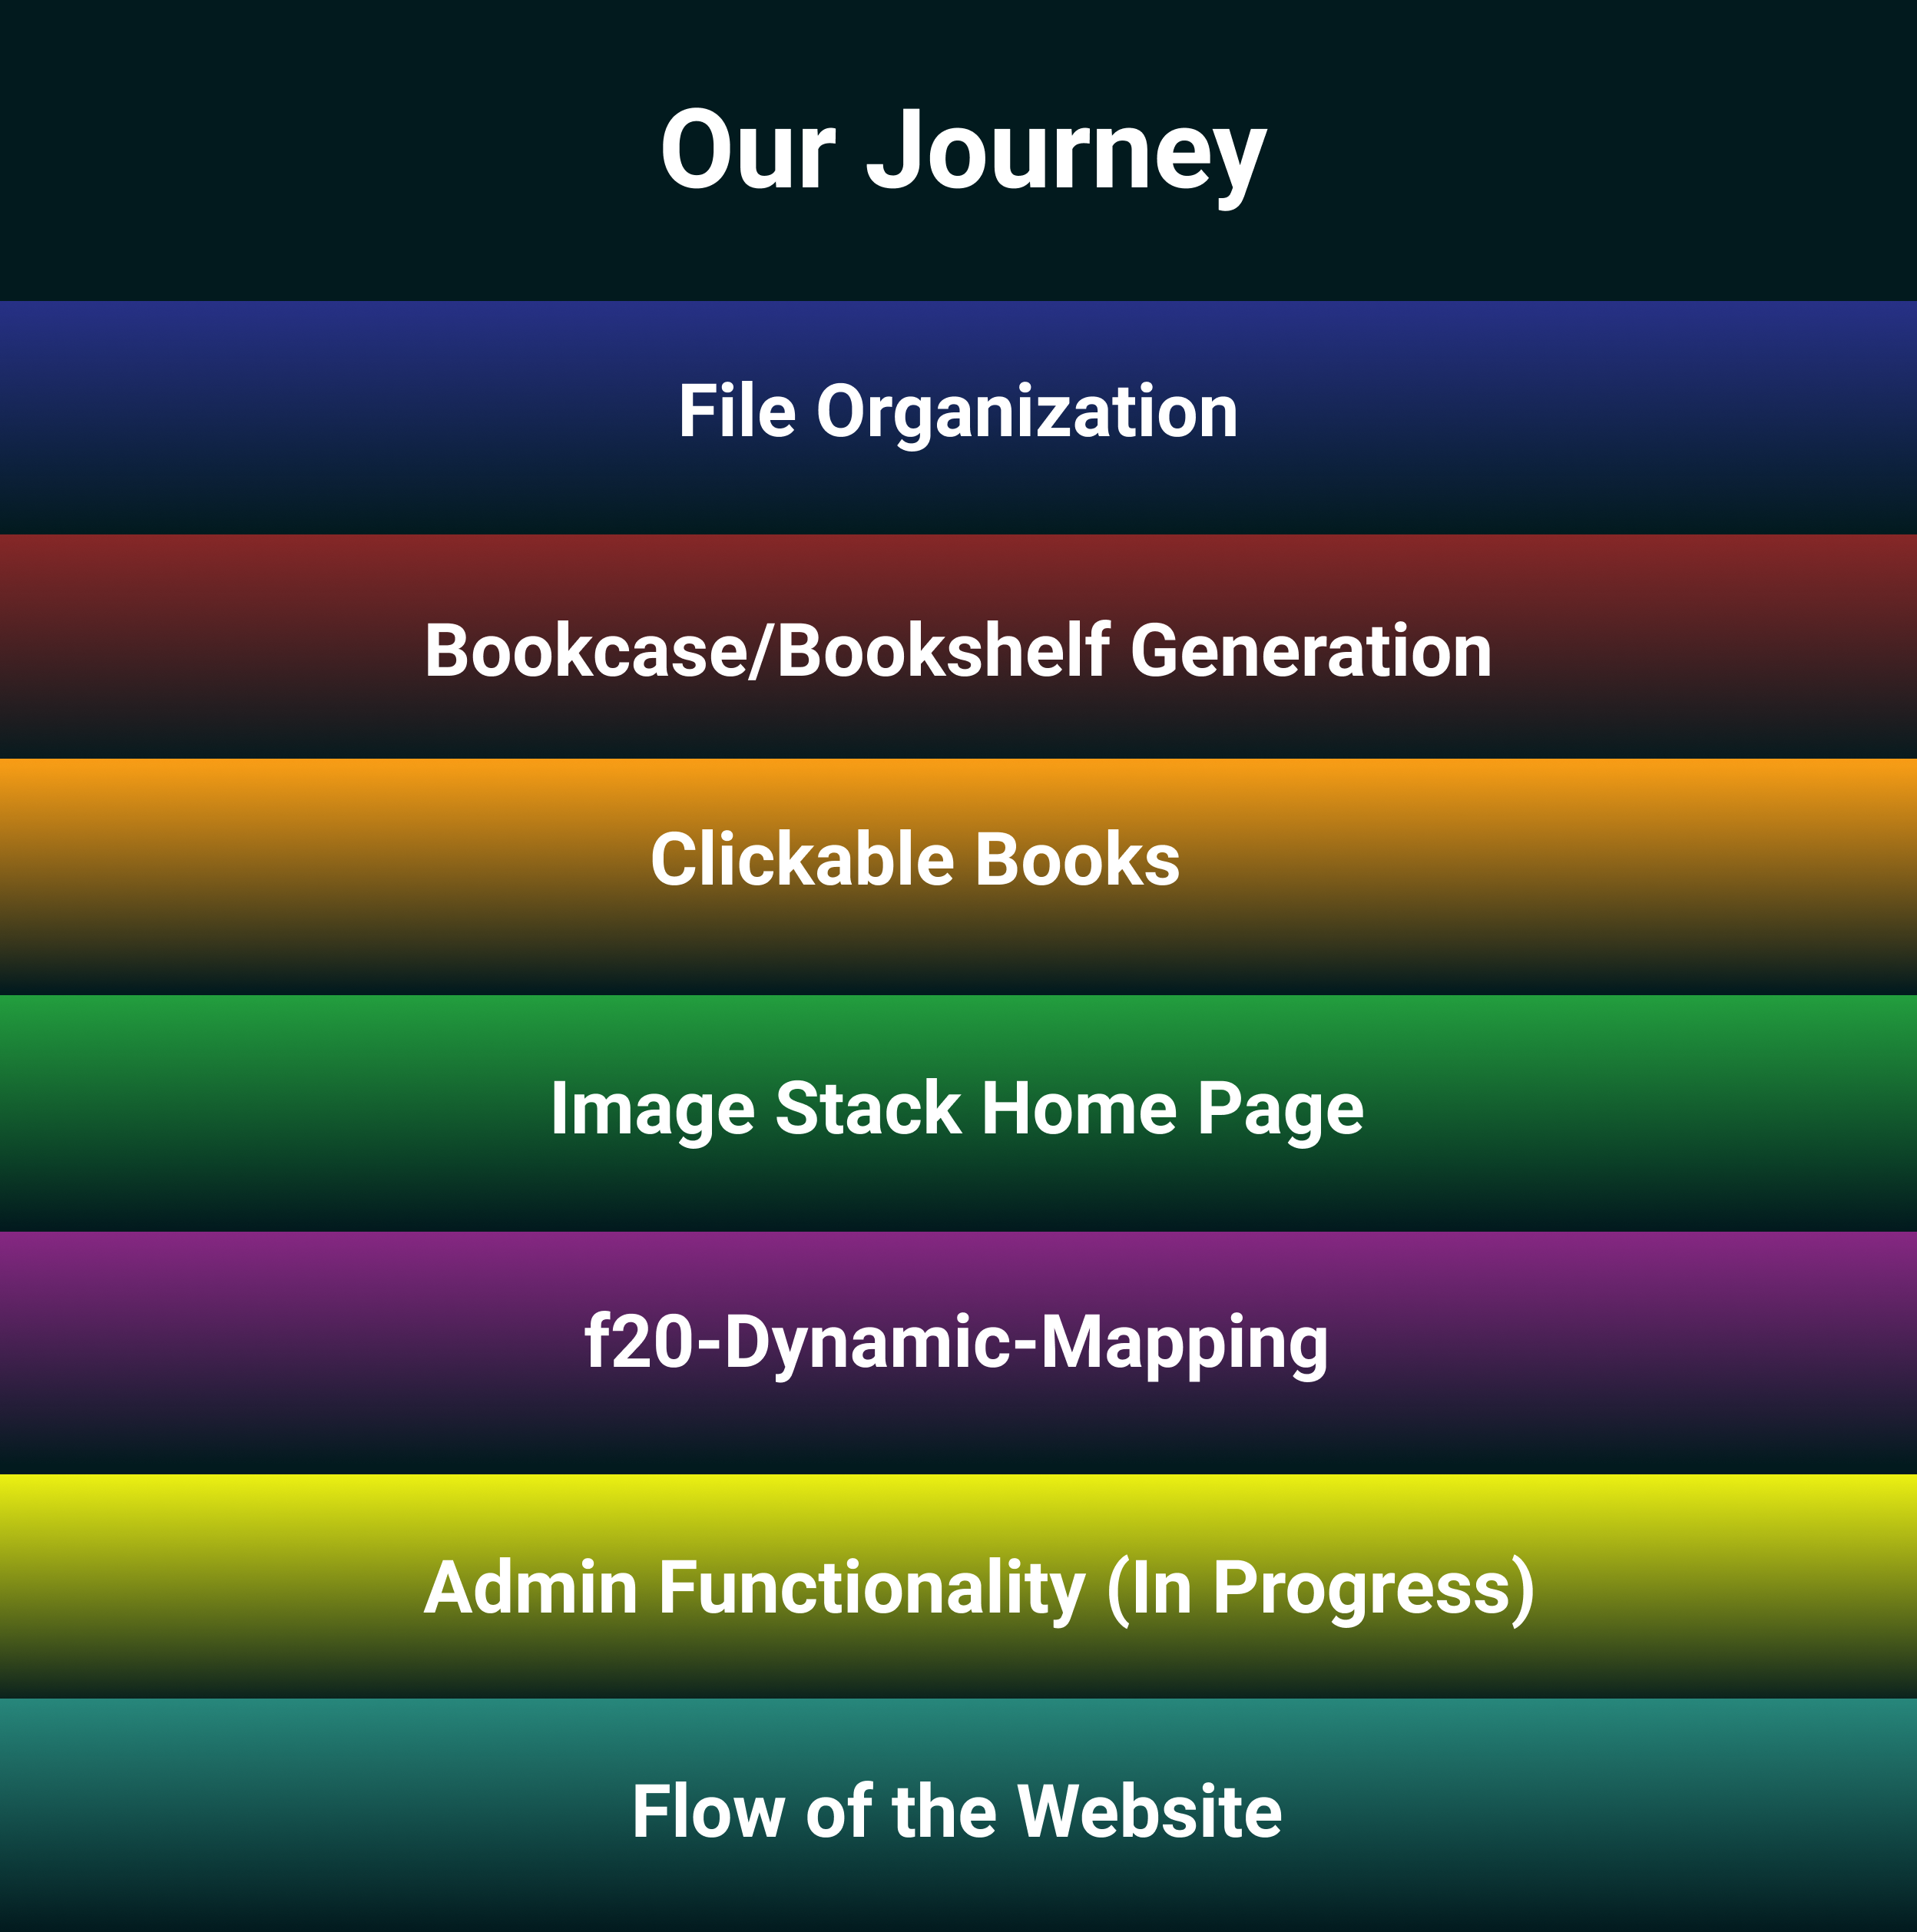 Our Journey
File Organization
Bookcase/Bookshelf Generation
Clickable Books
Image Stack Home Page
f20-Dynamic-Mapping
Admin Functionality (In Progress)
Flow of the Website